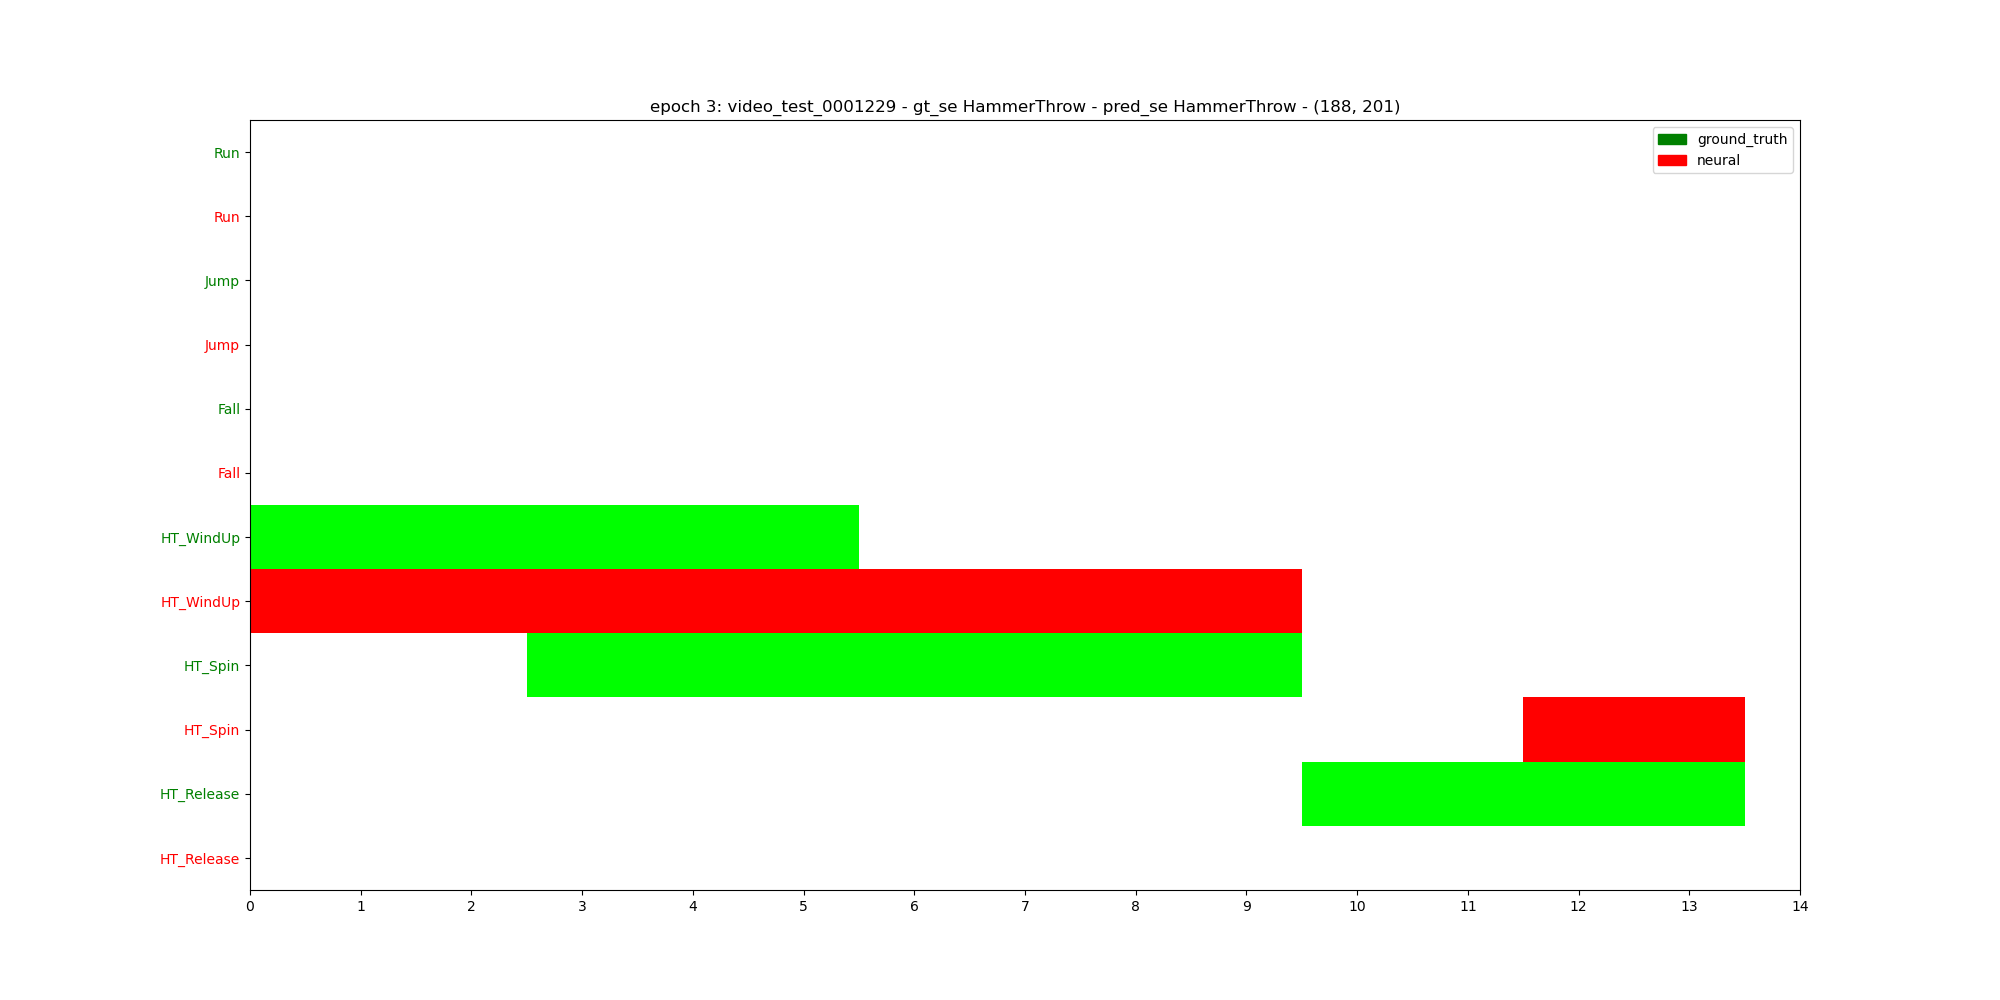 epoch 3: video_test_0001229 - gt_se HammerThrow - pred_se HammerThrow - (188, 201)
ground_truth
neural
Run
Run
Jump
Jump
Fall
Fall
HT_WindUp
HT_WindUp
HT_Spin
HT_Spin
HT_Release
HT_Release
0 1 2 3 4 5 6 7 8 9 10 11 12 13 14